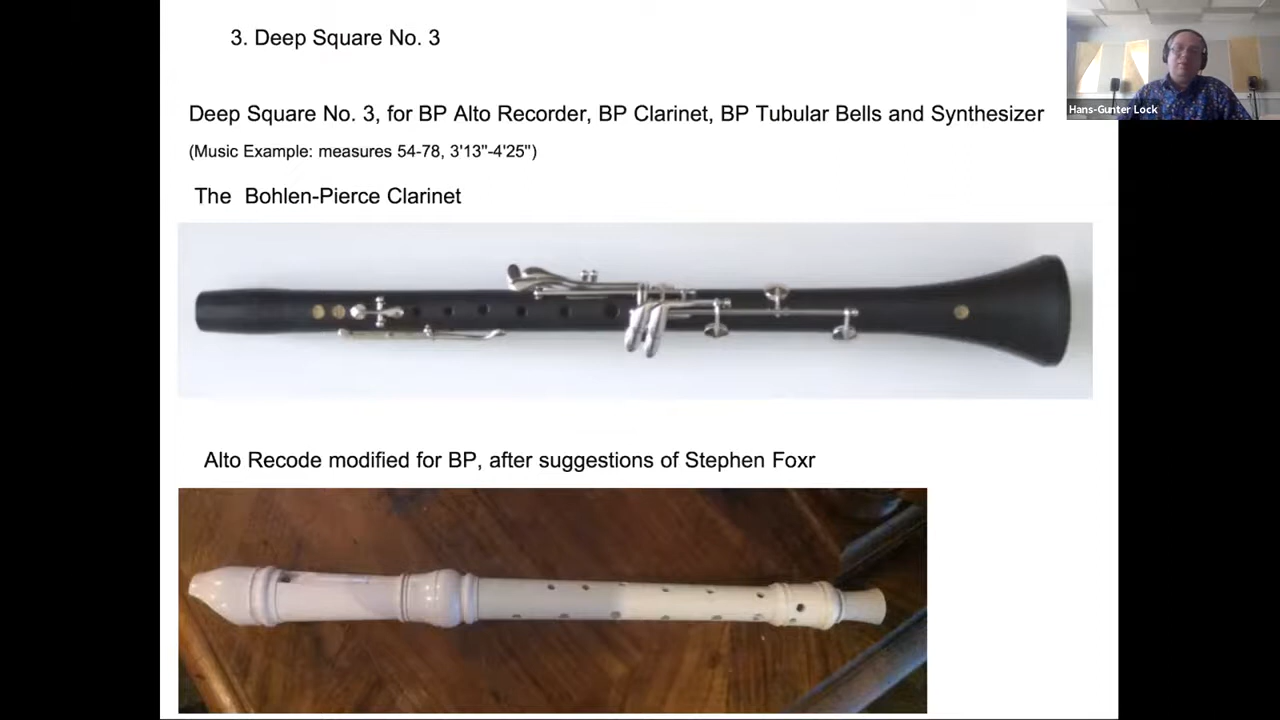 3. Deep Square No. 3
Hans-Gunter Lock
Deep Square No. 3, for BP Alto Recorder, BP Clarinet, BP Tubular Bells and Synthesizer
(Music Example: measures 54-78, 3'13"-4'25")
The  Bohlen-Pierce Clarinet
Alto Recode modified for BP, after suggestions of Stephen Foxr